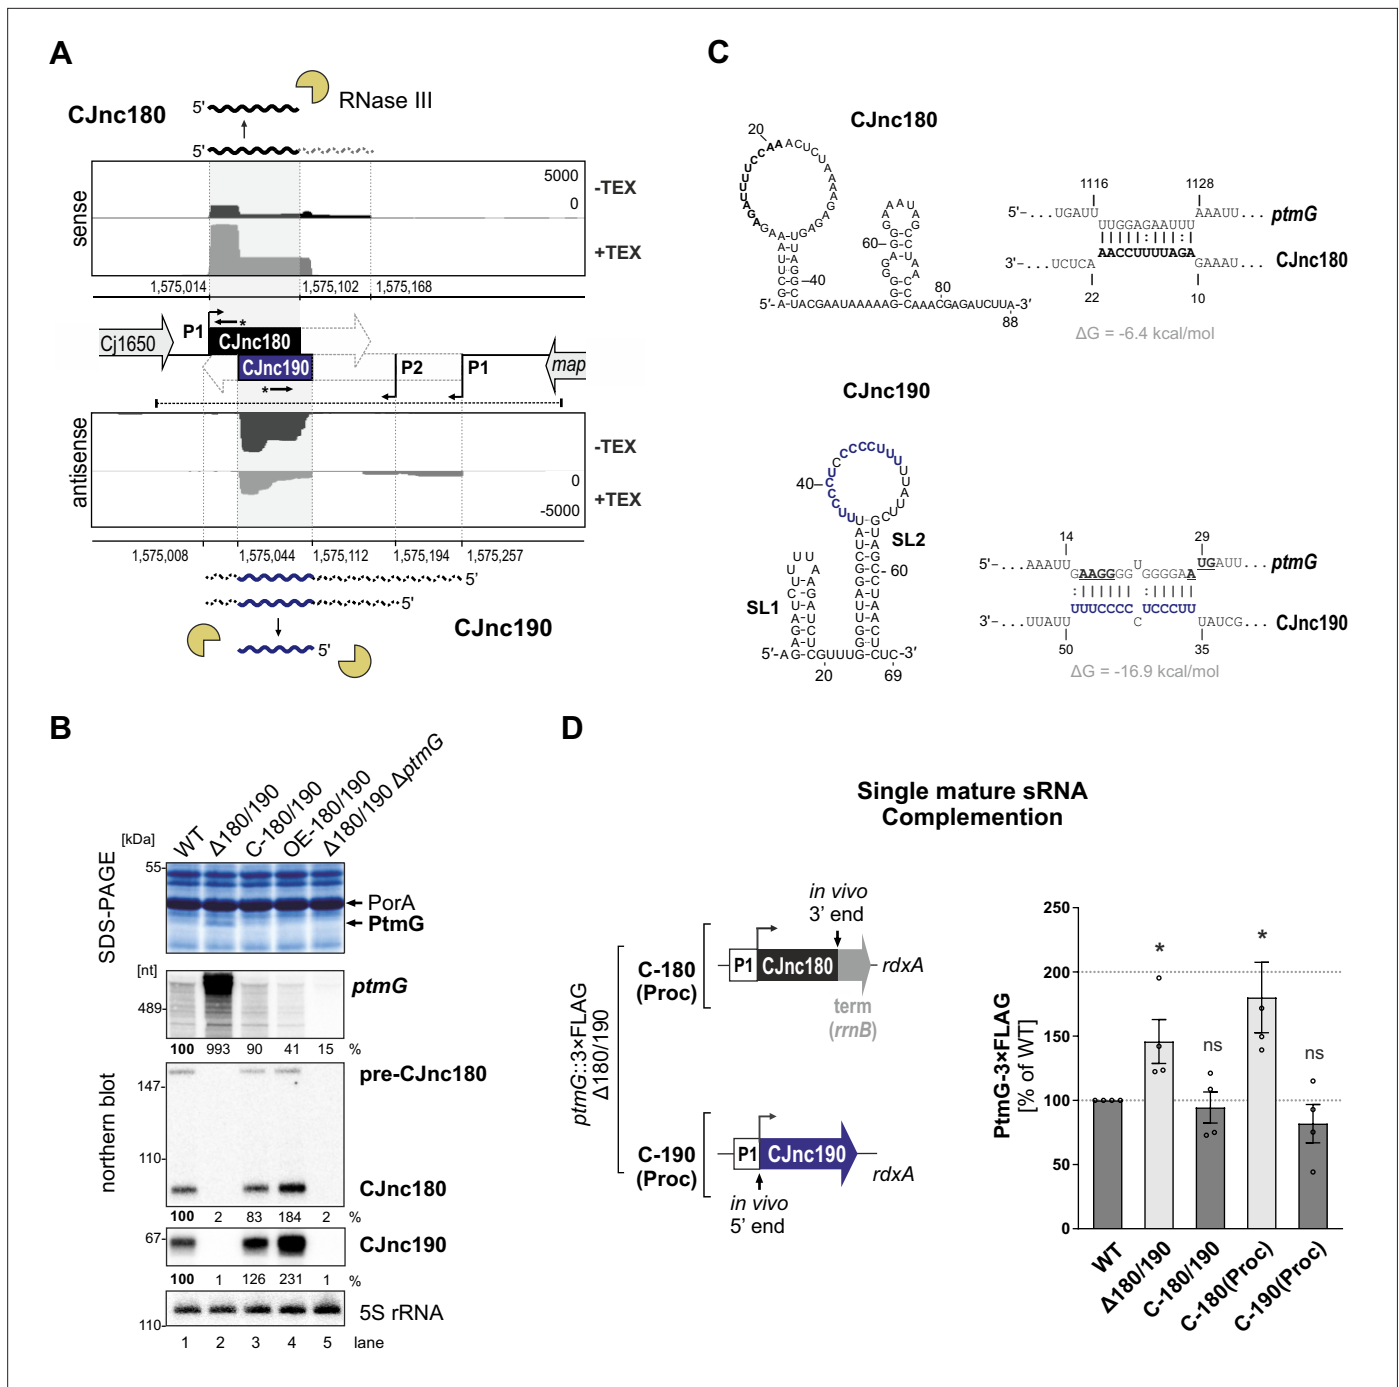 A
CJnc180
5'
RNase III
5'
sense
5000
0
-TEX
+TEX
1,575,014
1,575,102
1,575,168
Cj1650
P1
*
CJnc180
CJnc190
*
P2
P1
map
antisense
-TEX
0
+TEX
-5000
1,575,008
1,575,044
1,575,112
1,575,194
1,575,257
5'
5'
CJnc190
5'
B
WT
Δ180/190
C-180/190
OE-180/190
Δ180/190 ΔptmG
[kDa]
SDS-PAGE
55
PorA
PtmG
[nt]
ptmG
489
100 993 90 41 15 %
northern blot
147
pre-CJnc180
110
CJnc180
100 2 83 184 2 %
67
CJnc190
100 1 126 231 1 %
5S rRNA
110
1 2 3 4 5 lane
C
CJnc180
20
40
60
80
88
5'
3'
1116 1128
5'-...UGAUU UUGGAGAAUUU AAAUU... ptmG
AACCUUUUAGA
3'-...UCUCA GAAAU... CJnc180
22 10
ΔG = -6.4 kcal/mol
CJnc190
40
SL1
SL2
60
5'-AG
CUC-3'
20
69
14 29
5'-...AAAUU GAAGGGG U GGGGAA UGAUU... ptmG
UUUCCCC UCCCUU
3'-...UUAUU C UAUCG... CJnc190
50 35
ΔG = -16.9 kcal/mol
D
Single mature sRNA
Complemention
ptmG::3×FLAG
Δ180/190
C-180
(Proc)
P1
CJnc180
in vivo
3' end
term
(rrnB)
rdxA
C-190
(Proc)
P1
CJnc190
rdxA
in vivo
5' end
PtmG-3×FLAG
[% of WT]
250
200
150
100
50
0
*
ns
*
ns
WT
Δ180/190
C-180/190
C-180(Proc)
C-190(Proc)